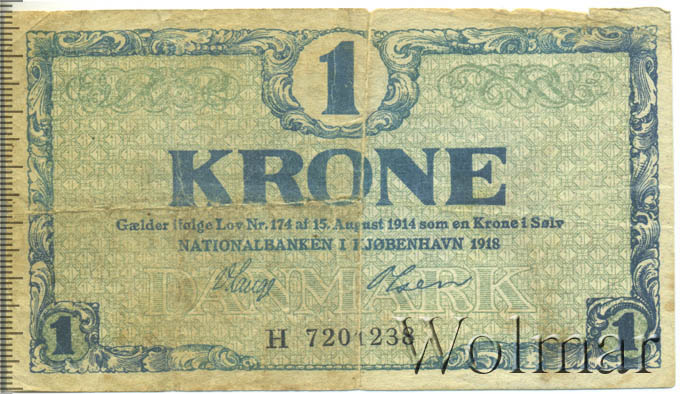 1
KRONE
Gælder ifølge Lov Nr. 174 af 15. August 1914 som en Krone i Sølv
NATIONALBANKEN I KJØBENHAVN 1918
DANMARK
H 7201238
1
1
Wolmar